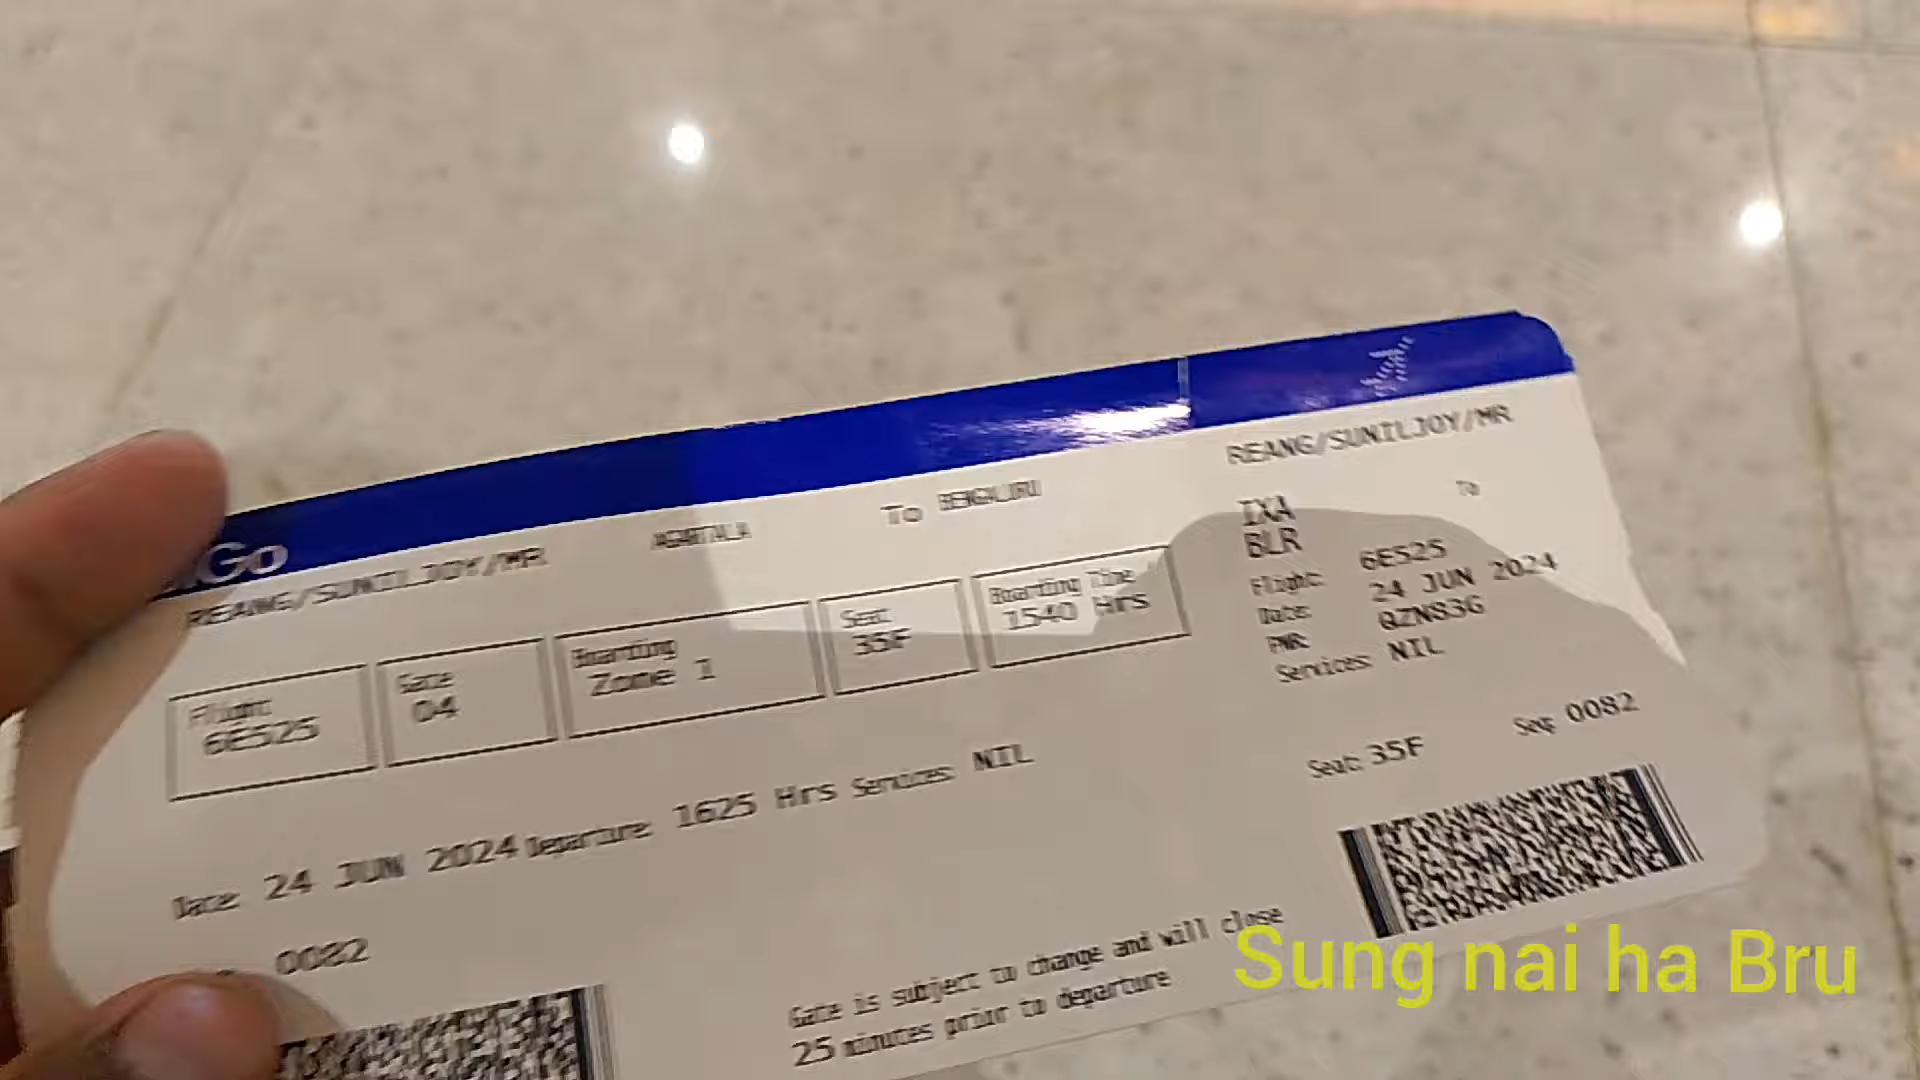 Go
REANG/SUNILJOY/MR
AGARTALA To BENGALURU
Flight
6E525
Gate
04
Boarding
Zone 1
Seat
35F
Boarding Time
1540 Hrs
Date: 24 JUN 2024 Departure: 1625 Hrs Services: NIL
0082
Gate is subject to change and will close
25 minutes prior to departure
REANG/SUNILJOY/MR
IXA To
BLR
Flight: 6E525
Date: 24 JUN 2024
PNR: QZN83G
Services: NIL
Seat: 35F Seq: 0082
Sung nai ha Bru